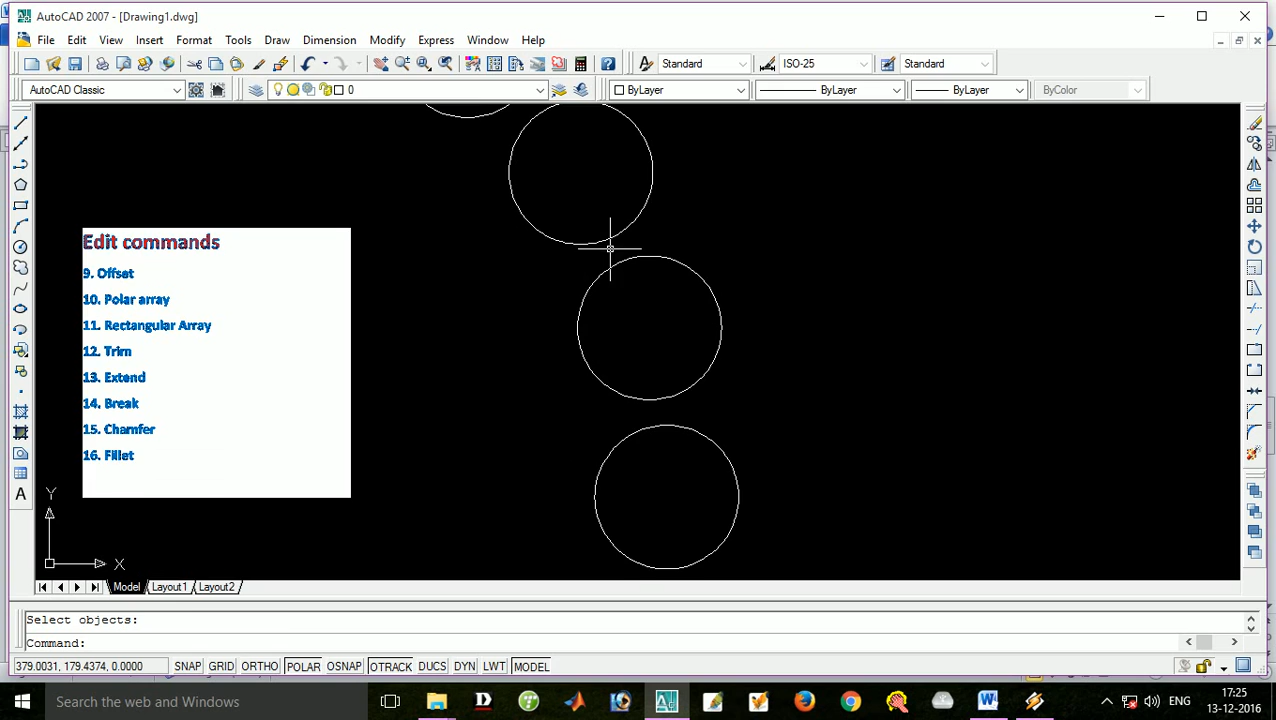 AutoCAD 2007 - [Drawing1.dwg]
File Edit View Insert Format Tools Draw Dimension Modify Express Window Help
Standard ISO-25 Standard
AutoCAD Classic 0 ByLayer ByLayer ByLayer ByColor
Edit commands
9. Offset
10. Polar array
11. Rectangular Array
12. Trim
13. Extend
14. Break
15. Chamfer
16. Fillet
Y
X
Model Layout1 Layout2
Select objects:
Command:
379.0031, 179.4374, 0.0000 SNAP GRID ORTHO POLAR OSNAP OTRACK DUCS DYN LWT MODEL
Search the web and Windows ENG 17:25
13-12-2016